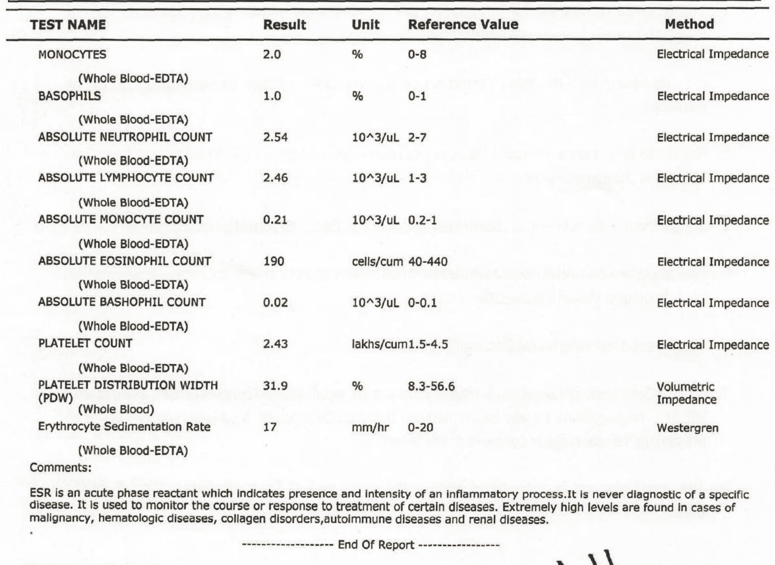 TEST NAME Result Unit Reference Value Method
MONOCYTES 2.0 % 0-8 Electrical Impedance
(Whole Blood-EDTA)
BASOPHILS 1.0 % 0-1 Electrical Impedance
(Whole Blood-EDTA)
ABSOLUTE NEUTROPHIL COUNT 2.54 10^3/uL 2-7 Electrical Impedance
(Whole Blood-EDTA)
ABSOLUTE LYMPHOCYTE COUNT 2.46 10^3/uL 1-3 Electrical Impedance
(Whole Blood-EDTA)
ABSOLUTE MONOCYTE COUNT 0.21 10^3/uL 0.2-1 Electrical Impedance
(Whole Blood-EDTA)
ABSOLUTE EOSINOPHIL COUNT 190 cells/cum 40-440 Electrical Impedance
(Whole Blood-EDTA)
ABSOLUTE BASHOPHIL COUNT 0.02 10^3/uL 0-0.1 Electrical Impedance
(Whole Blood-EDTA)
PLATELET COUNT 2.43 lakhs/cum1.5-4.5 Electrical Impedance
(Whole Blood-EDTA)
PLATELET DISTRIBUTION WIDTH 31.9 % 8.3-56.6 Volumetric
(PDW) Impedance
(Whole Blood)
Erythrocyte Sedimentation Rate 17 mm/hr 0-20 Westergren
(Whole Blood-EDTA)
Comments:
ESR is an acute phase reactant which indicates presence and intensity of an inflammatory process.It is never diagnostic of a specific
disease. It is used to monitor the course or response to treatment of certain diseases. Extremely high levels are found in cases of
malignancy, hematologic diseases, collagen disorders,autoimmune diseases and renal diseases.
------------------ End Of Report -----------------